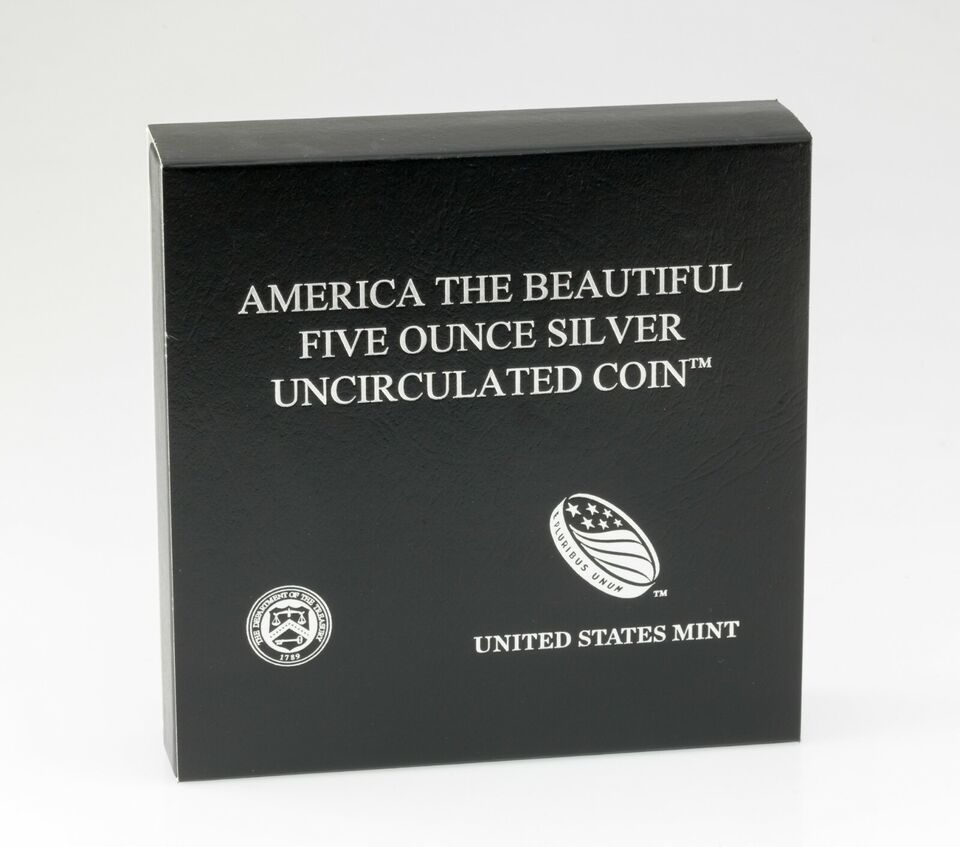 AMERICA THE BEAUTIFUL
FIVE OUNCE SILVER
UNCIRCULATED COIN™
E PLURIBUS UNUM
TM
THE DEPARTMENT OF THE TREASURY
1789
UNITED STATES MINT